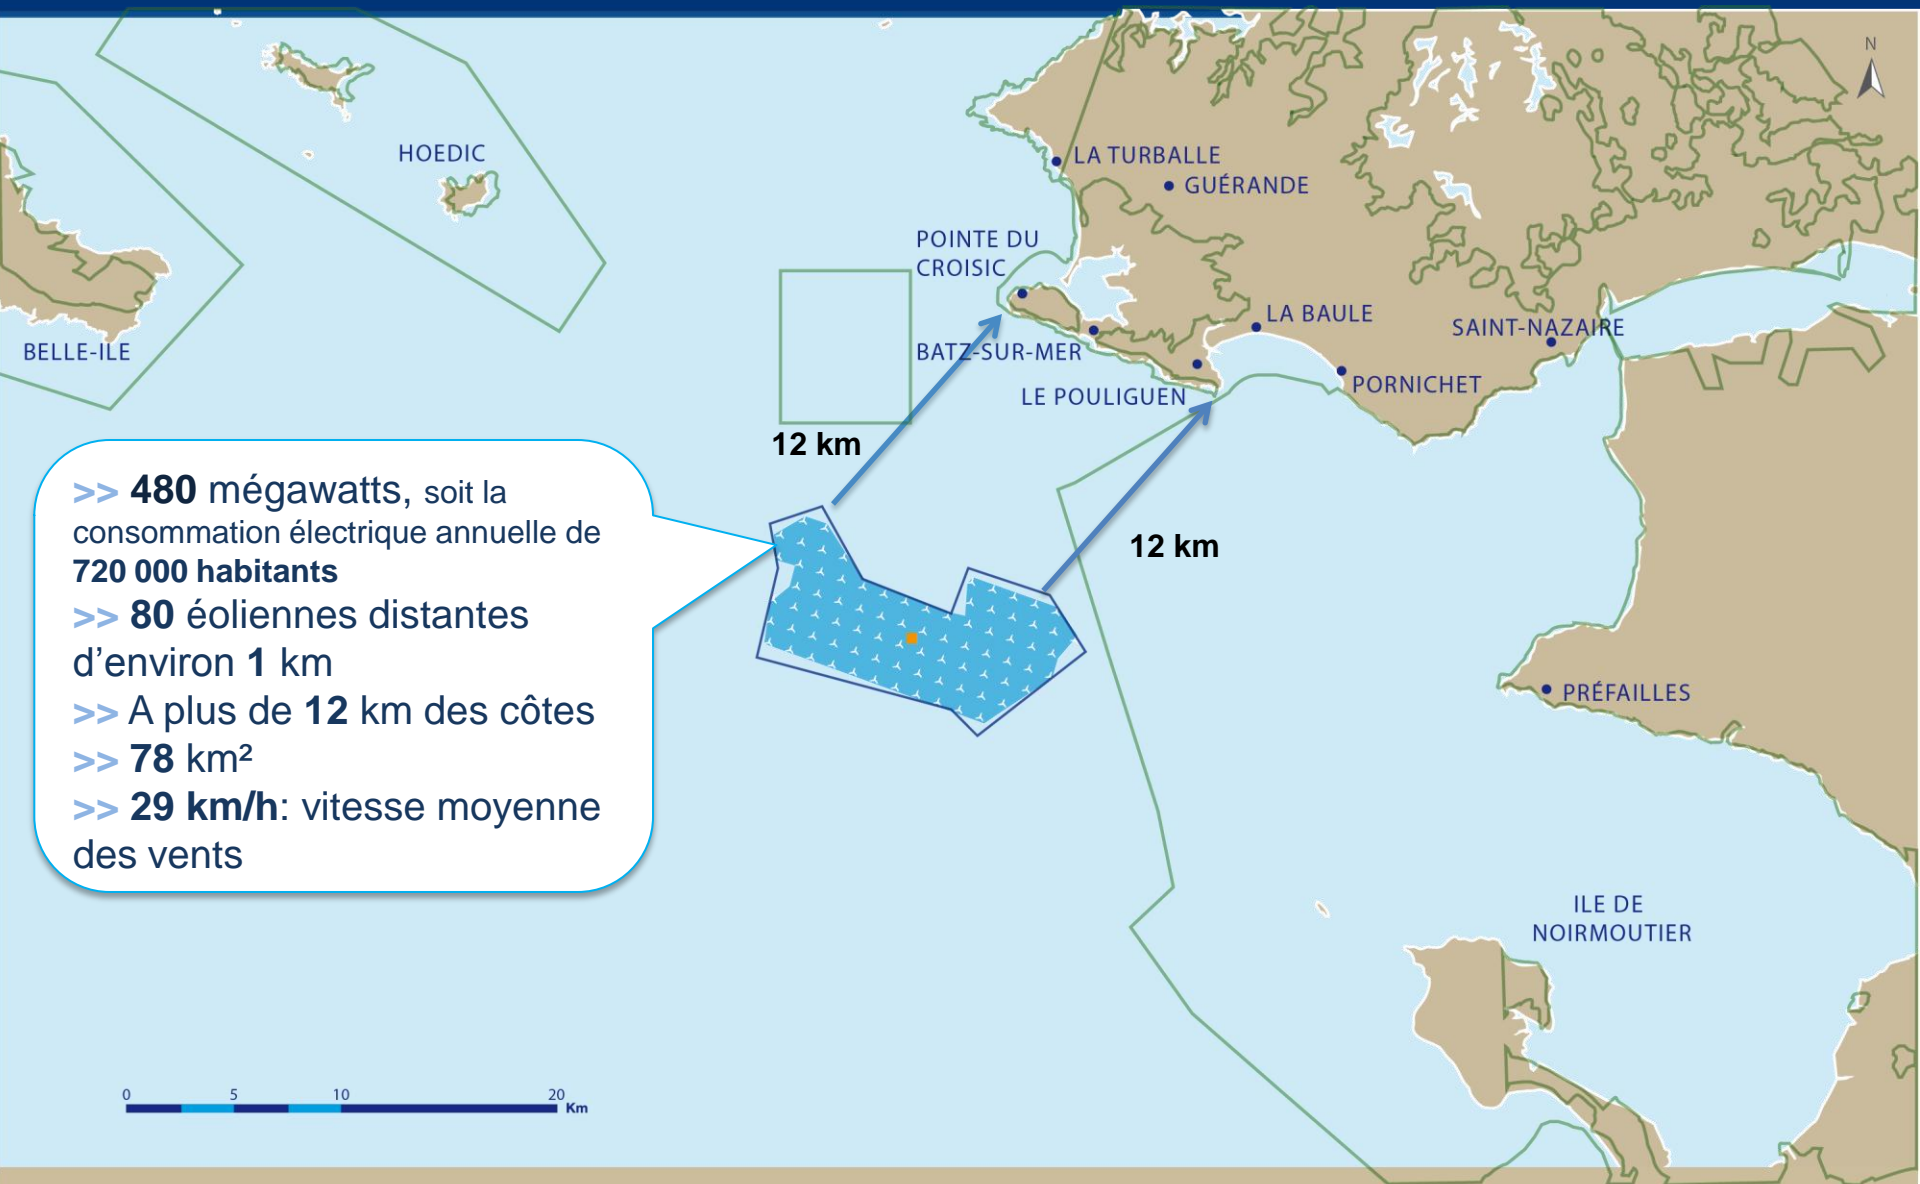 N
HOEDIC
LA TURBALLE
GUÉRANDE
POINTE DU
CROISIC
LA BAULE
SAINT-NAZAIRE
BELLE-ILE
BATZ-SUR-MER
PORNICHET
LE POULIGUEN
12 km
12 km
>> 480 mégawatts, soit la
consommation électrique annuelle de
720 000 habitants
>> 80 éoliennes distantes
d’environ 1 km
>> A plus de 12 km des côtes
>> 78 km²
>> 29 km/h: vitesse moyenne
des vents
PRÉFAILLES
ILE DE
NOIRMOUTIER
0 5 10 20
Km